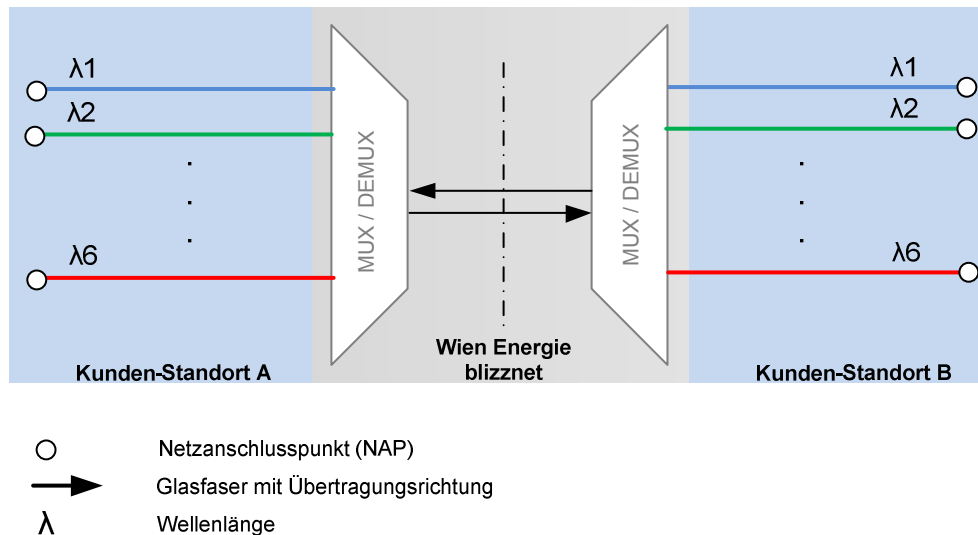 λ1
λ1
λ2
λ2
MUX / DEMUX
MUX / DEMUX
λ6
λ6
Wien Energie
blizznet
Kunden-Standort A
Kunden-Standort B
Netzanschlusspunkt (NAP)
Glasfaser mit Übertragungsrichtung
λ
Wellenlänge